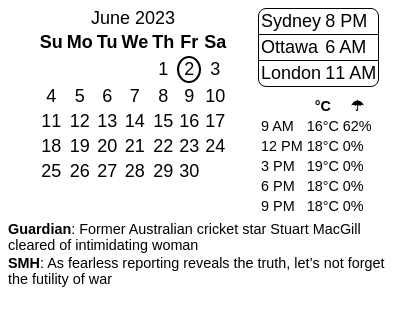 June 2023
Su Mo Tu We Th Fr Sa
1 2 3
4 5 6 7 8 9 10
11 12 13 14 15 16 17
18 19 20 21 22 23 24
25 26 27 28 29 30
Sydney 8 PM
Ottawa 6 AM
London 11 AM
°C ☂
9 AM 16°C 62%
12 PM 18°C 0%
3 PM 19°C 0%
6 PM 18°C 0%
9 PM 18°C 0%
Guardian: Former Australian cricket star Stuart MacGill
cleared of intimidating woman
SMH: As fearless reporting reveals the truth, let’s not forget
the futility of war